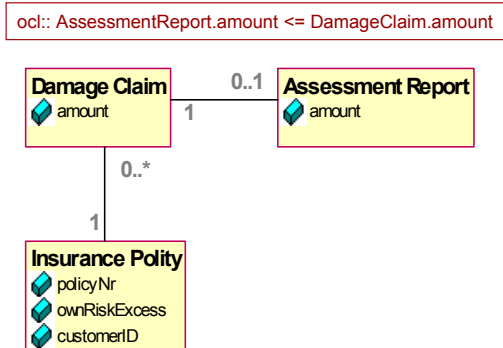 ocl:: AssessmentReport.amount <= DamageClaim.amount
Damage Claim
amount
0..1
1
Assessment Report
amount
0..*
1
Insurance Polity
policyNr
ownRiskExcess
customerID